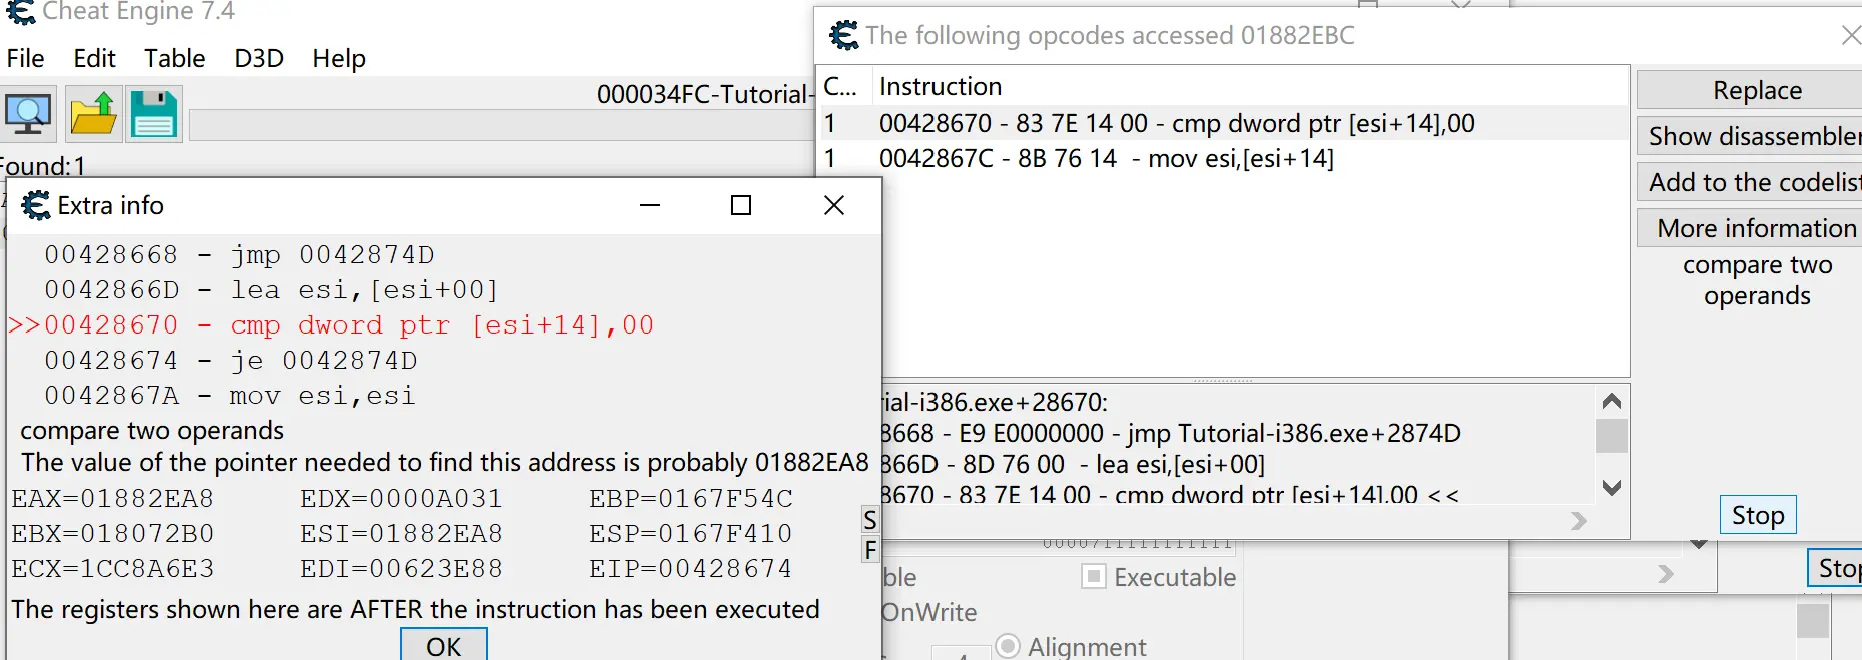 Cheat Engine 7.4
File Edit Table D3D Help
000034FC-Tutorial-
Found:1
The following opcodes accessed 01882EBC
C... Instruction
1 00428670 - 83 7E 14 00 - cmp dword ptr [esi+14],00
1 0042867C - 8B 76 14 - mov esi,[esi+14]
Replace
Show disassembler
Add to the codelist
More information
compare two
operands
Extra info
00428668 - jmp 0042874D
0042866D - lea esi,[esi+00]
>>00428670 - cmp dword ptr [esi+14],00
00428674 - je 0042874D
0042867A - mov esi,esi
compare two operands
The value of the pointer needed to find this address is probably 01882EA8
EAX=01882EA8 EDX=0000A031 EBP=0167F54C
EBX=018072B0 ESI=01882EA8 ESP=0167F410
ECX=1CC8A6E3 EDI=00623E88 EIP=00428674
S
F
The registers shown here are AFTER the instruction has been executed
OK
rial-i386.exe+28670:
8668 - E9 E0000000 - jmp Tutorial-i386.exe+2874D
866D - 8D 76 00 - lea esi,[esi+00]
8670 - 83 7E 14 00 - cmp dword ptr [esi+14],00 <<
Stop
Stop
ble
Executable
OnWrite
Alignment